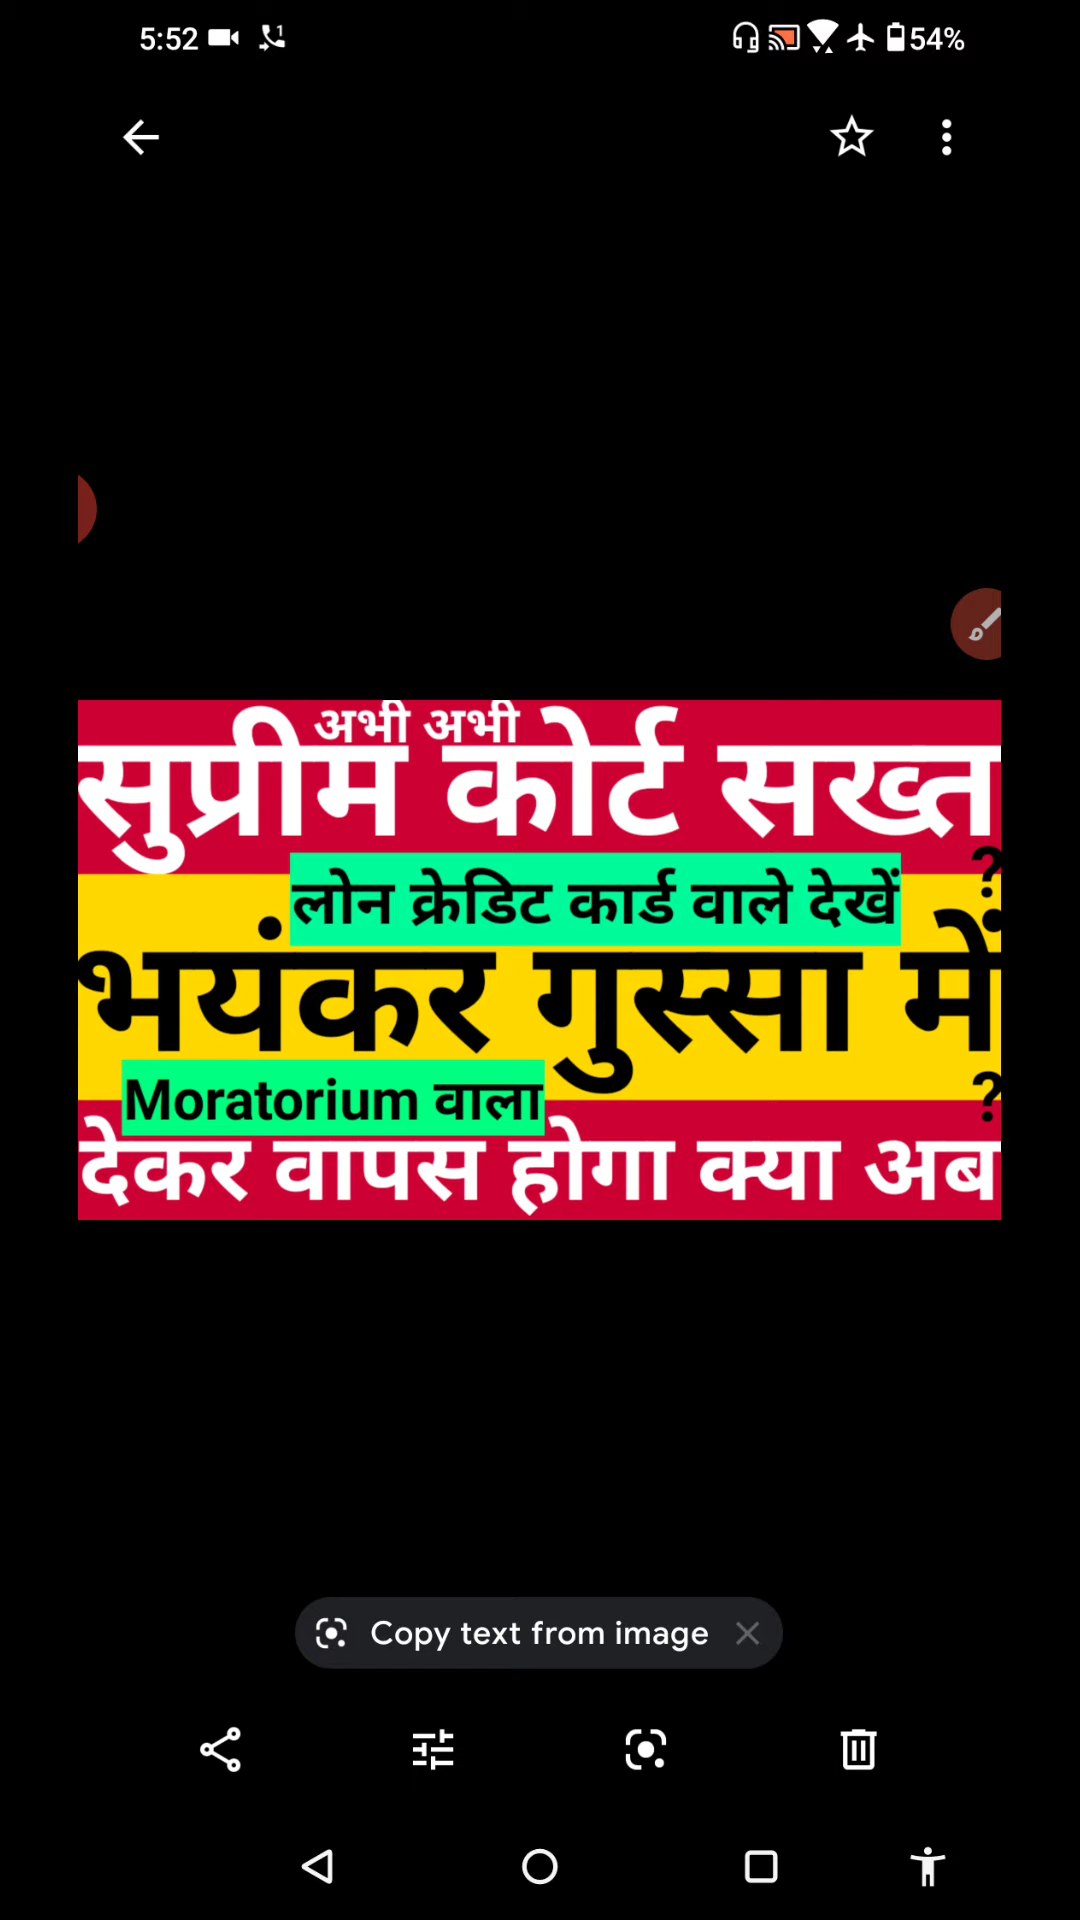 5:52
54%
अभी अभी
सुप्रीम कोर्ट सख्त
?
लोन क्रेडिट कार्ड वाले देखें
भयंकर गुस्सा में
?
Moratorium वाला
देकर वापस होगा क्या अब
Copy text from image